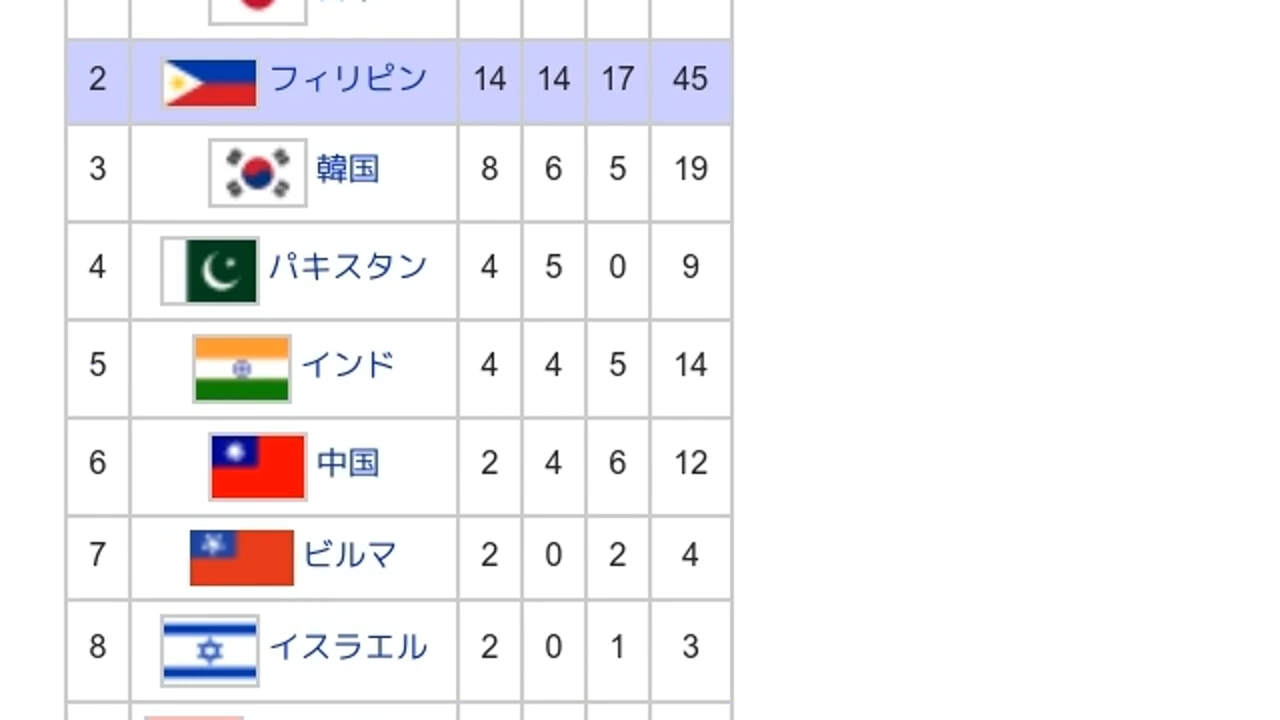 2 フィリピン 14 14 17 45
3 韓国 8 6 5 19
4 パキスタン 4 5 0 9
5 インド 4 4 5 14
6 中国 2 4 6 12
7 ビルマ 2 0 2 4
8 イスラエル 2 0 1 3